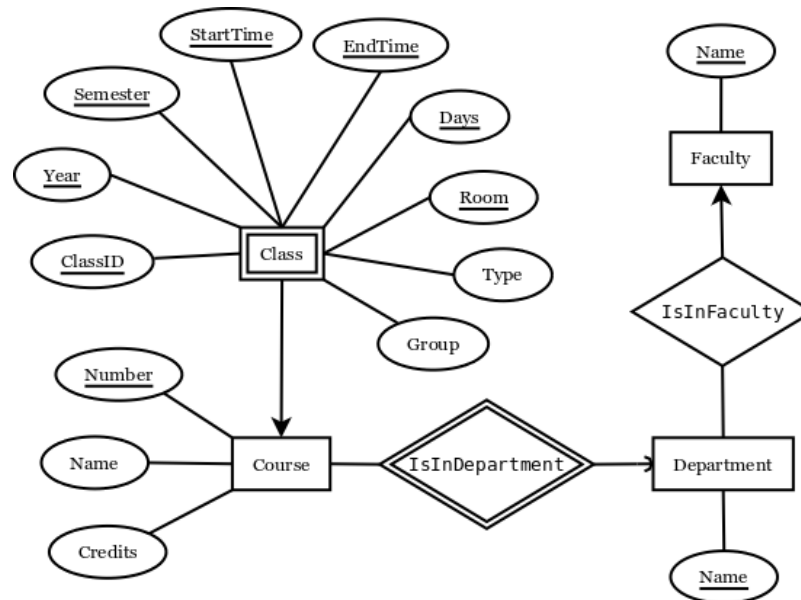 StartTime
EndTime
Name
Semester
Days
Faculty
Year
Room
Class
ClassID
Type
IsInFaculty
Group
Number
Name
Course
IsInDepartment
Department
Credits
Name